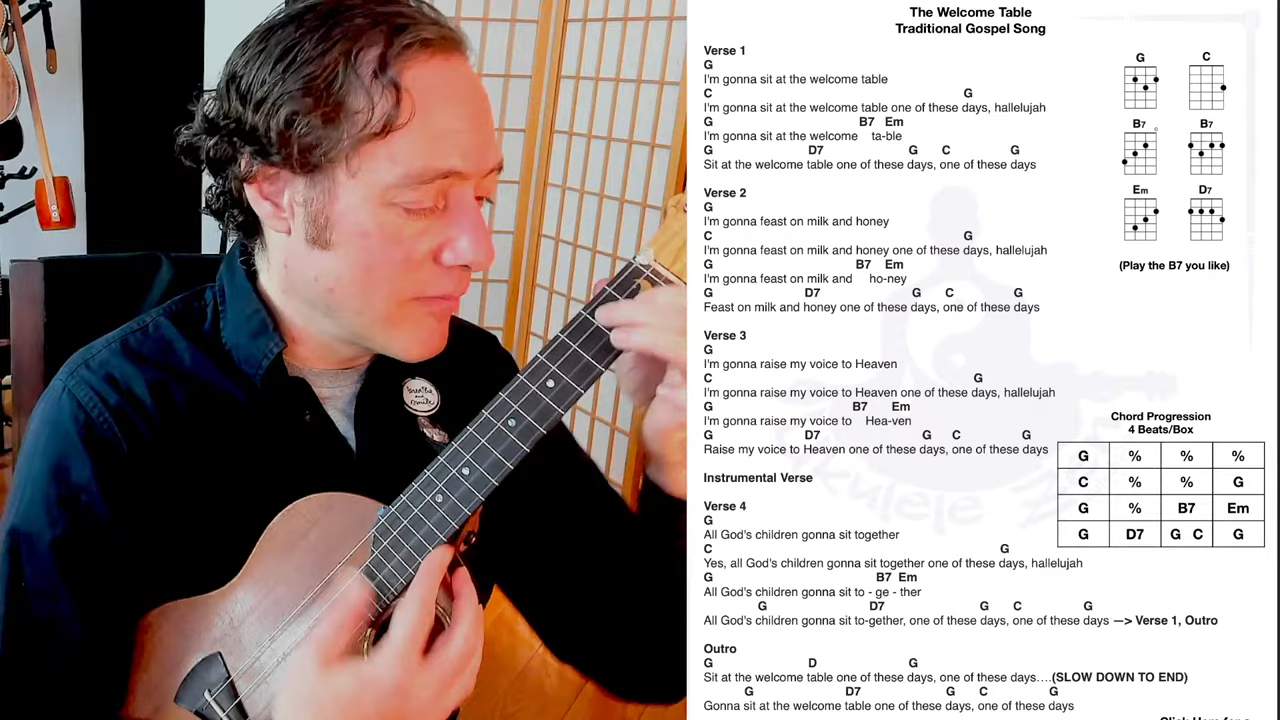 The Welcome Table
Traditional Gospel Song
Verse 1
G
I'm gonna sit at the welcome table
C G
I'm gonna sit at the welcome table one of these days, hallelujah
G B7 Em
I'm gonna sit at the welcome ta-ble
G D7 G C G
Sit at the welcome table one of these days, one of these days
Verse 2
G
I'm gonna feast on milk and honey
C G
I'm gonna feast on milk and honey one of these days, hallelujah
G B7 Em
I'm gonna feast on milk and ho-ney
G D7 G C G
Feast on milk and honey one of these days, one of these days
Verse 3
G
I'm gonna raise my voice to Heaven
C G
I'm gonna raise my voice to Heaven one of these days, hallelujah
G B7 Em
I'm gonna raise my voice to Hea-ven
G D7 G C G
Raise my voice to Heaven one of these days, one of these days
Instrumental Verse
Verse 4
G
All God's children gonna sit together
C G
Yes, all God's children gonna sit together one of these days, hallelujah
G B7 Em
All God's children gonna sit to - ge - ther
G D7 G C G
All God's children gonna sit to-gether, one of these days, one of these days —> Verse 1, Outro
Outro
G D G
Sit at the welcome table one of these days, one of these days....(SLOW DOWN TO END)
G D7 G C G
Gonna sit at the welcome table one of these days, one of these days
G C
B7 B7
Em D7
(Play the B7 you like)
Chord Progression
4 Beats/Box
G % % %
C % % G
G % B7 Em
G D7 G C G
breathe
and
smile
Ukulele